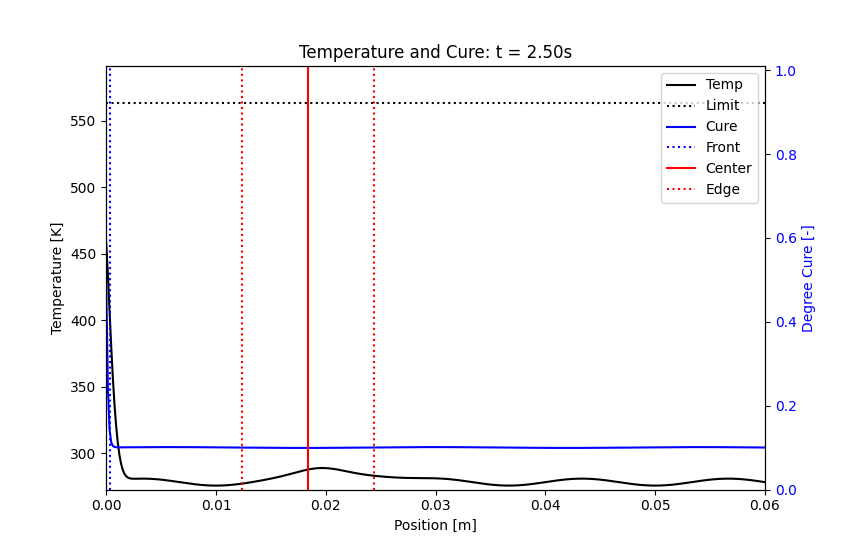 Temperature and Cure: t = 2.50s
Temp
Limit
Cure
Front
Center
Edge
Temperature [K]
550
500
450
400
350
300
1.0
0.8
0.6
0.4
0.2
0.0
Degree Cure [-]
0.00 0.01 0.02 0.03 0.04 0.05 0.06
Position [m]